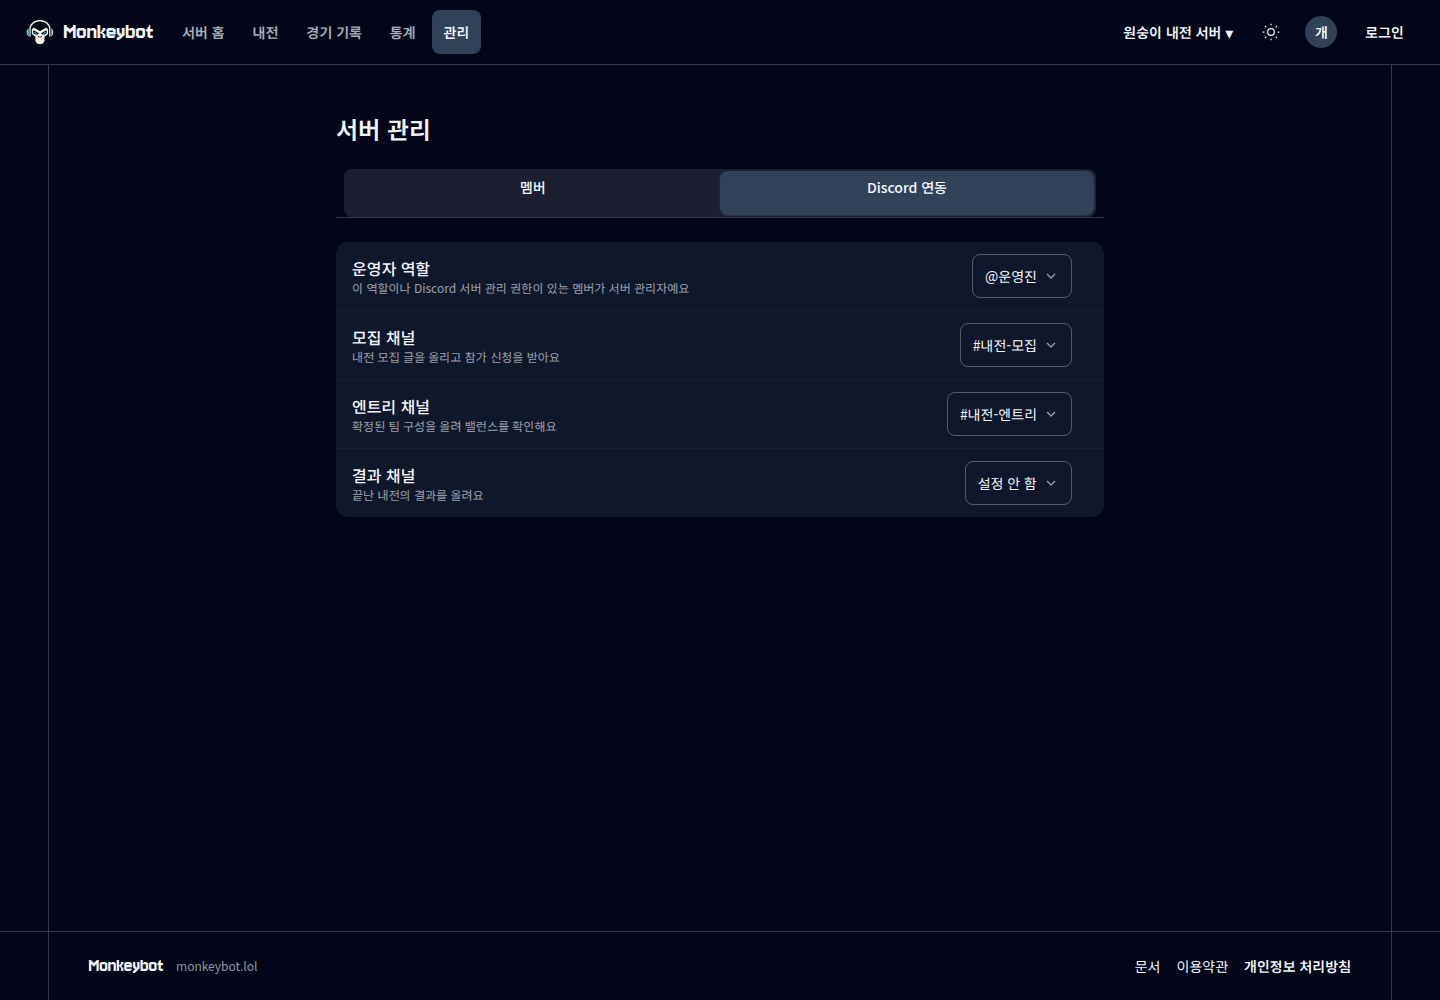 Monkeybot 서버 홈 내전 경기 기록 통계 관리 원숭이 내전 서버 ▾ 개 로그인
서버 관리
멤버 Discord 연동
운영자 역할
이 역할이나 Discord 서버 관리 권한이 있는 멤버가 서버 관리자예요
@운영진
모집 채널
내전 모집 글을 올리고 참가 신청을 받아요
#내전-모집
엔트리 채널
확정된 팀 구성을 올려 밸런스를 확인해요
#내전-엔트리
결과 채널
끝난 내전의 결과를 올려요
설정 안 함
Monkeybot monkeybot.lol 문서 이용약관 개인정보 처리방침